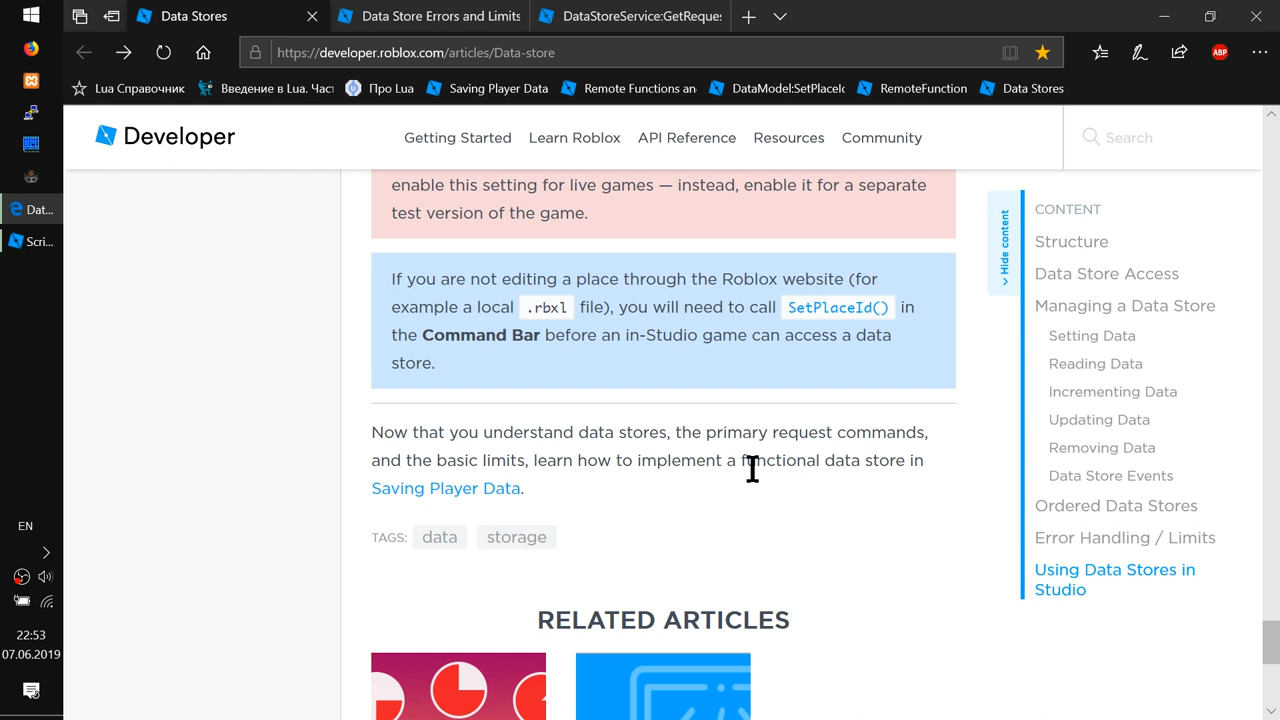 Data Stores
Data Store Errors and Limits
DataStoreService:GetReques
https://developer.roblox.com/articles/Data-store
ABP
Lua Справочник
Введение в Lua. Част
Про Lua
Saving Player Data
Remote Functions an
DataModel:SetPlaceId
RemoteFunction
Data Stores
Developer
Getting Started
Learn Roblox
API Reference
Resources
Community
Search
enable this setting for live games — instead, enable it for a separate
test version of the game.
If you are not editing a place through the Roblox website (for
example a local .rbxl file), you will need to call SetPlaceId() in
the Command Bar before an in-Studio game can access a data
store.
Now that you understand data stores, the primary request commands,
and the basic limits, learn how to implement a functional data store in
Saving Player Data.
TAGS: data storage
RELATED ARTICLES
Hide content
CONTENT
Structure
Data Store Access
Managing a Data Store
Setting Data
Reading Data
Incrementing Data
Updating Data
Removing Data
Data Store Events
Ordered Data Stores
Error Handling / Limits
Using Data Stores in
Studio
Dat...
Scri...
EN
22:53
07.06.2019